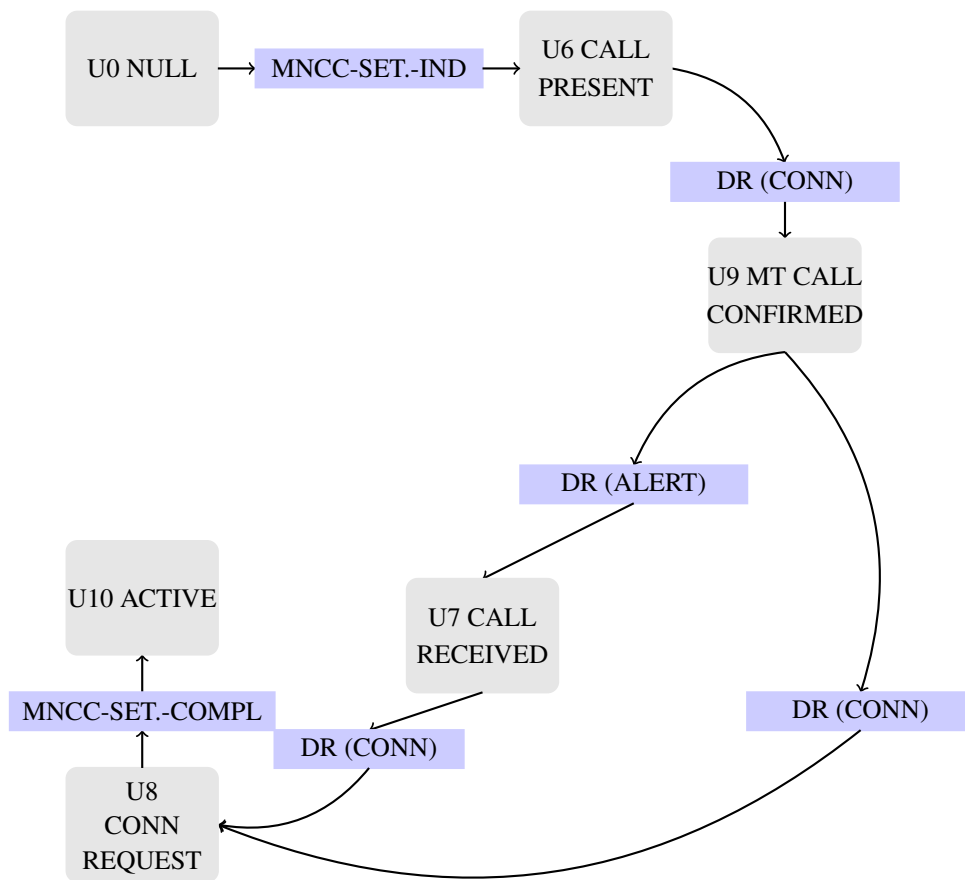 U0 NULL
MNCC-SET.-IND
U6 CALL
PRESENT
DR (CONN)
U9 MT CALL
CONFIRMED
DR (ALERT)
U10 ACTIVE
U7 CALL
RECEIVED
MNCC-SET.-COMPL
DR (CONN)
DR (CONN)
U8
CONN
REQUEST